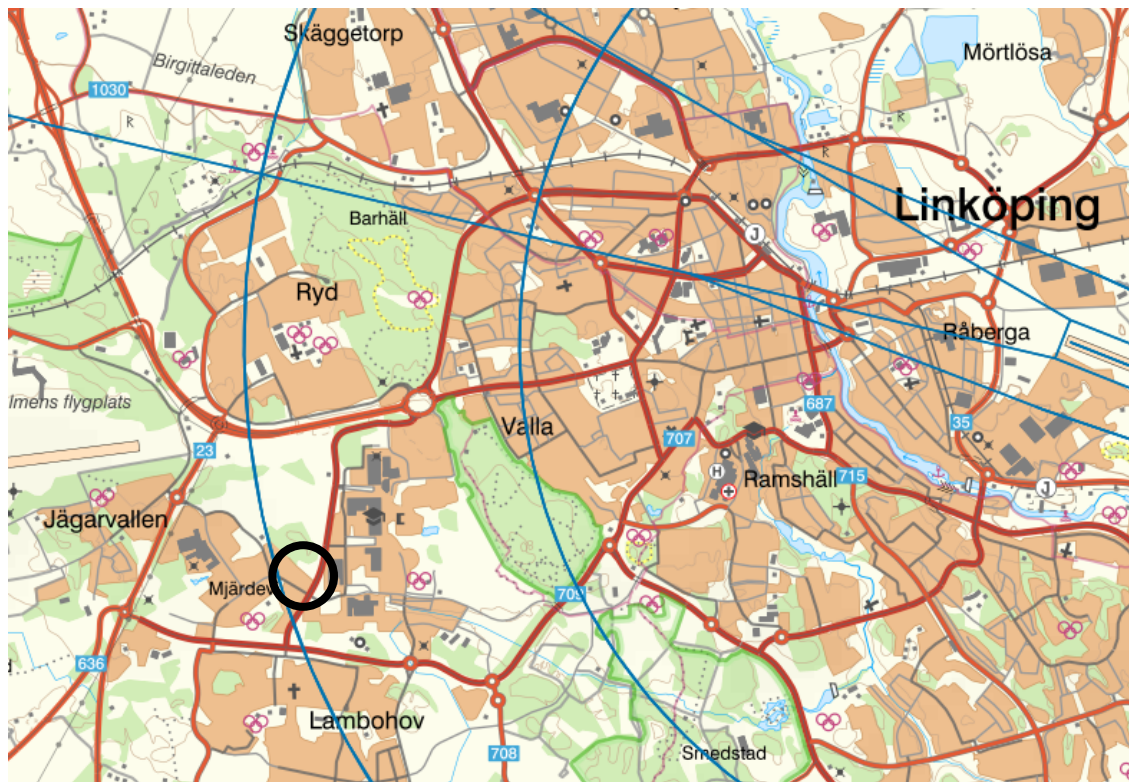 Skäggetorp
Mörtlösa
Birgittaleden
1030
R
R
R
Linköping
Barhäll
J
Ryd
Råberga
lmens flygplats
687
35
Valla
23
707
H
Ramshäll
715
J
Jägarvallen
Mjärdev
709
636
Lambohov
708
Smedstad